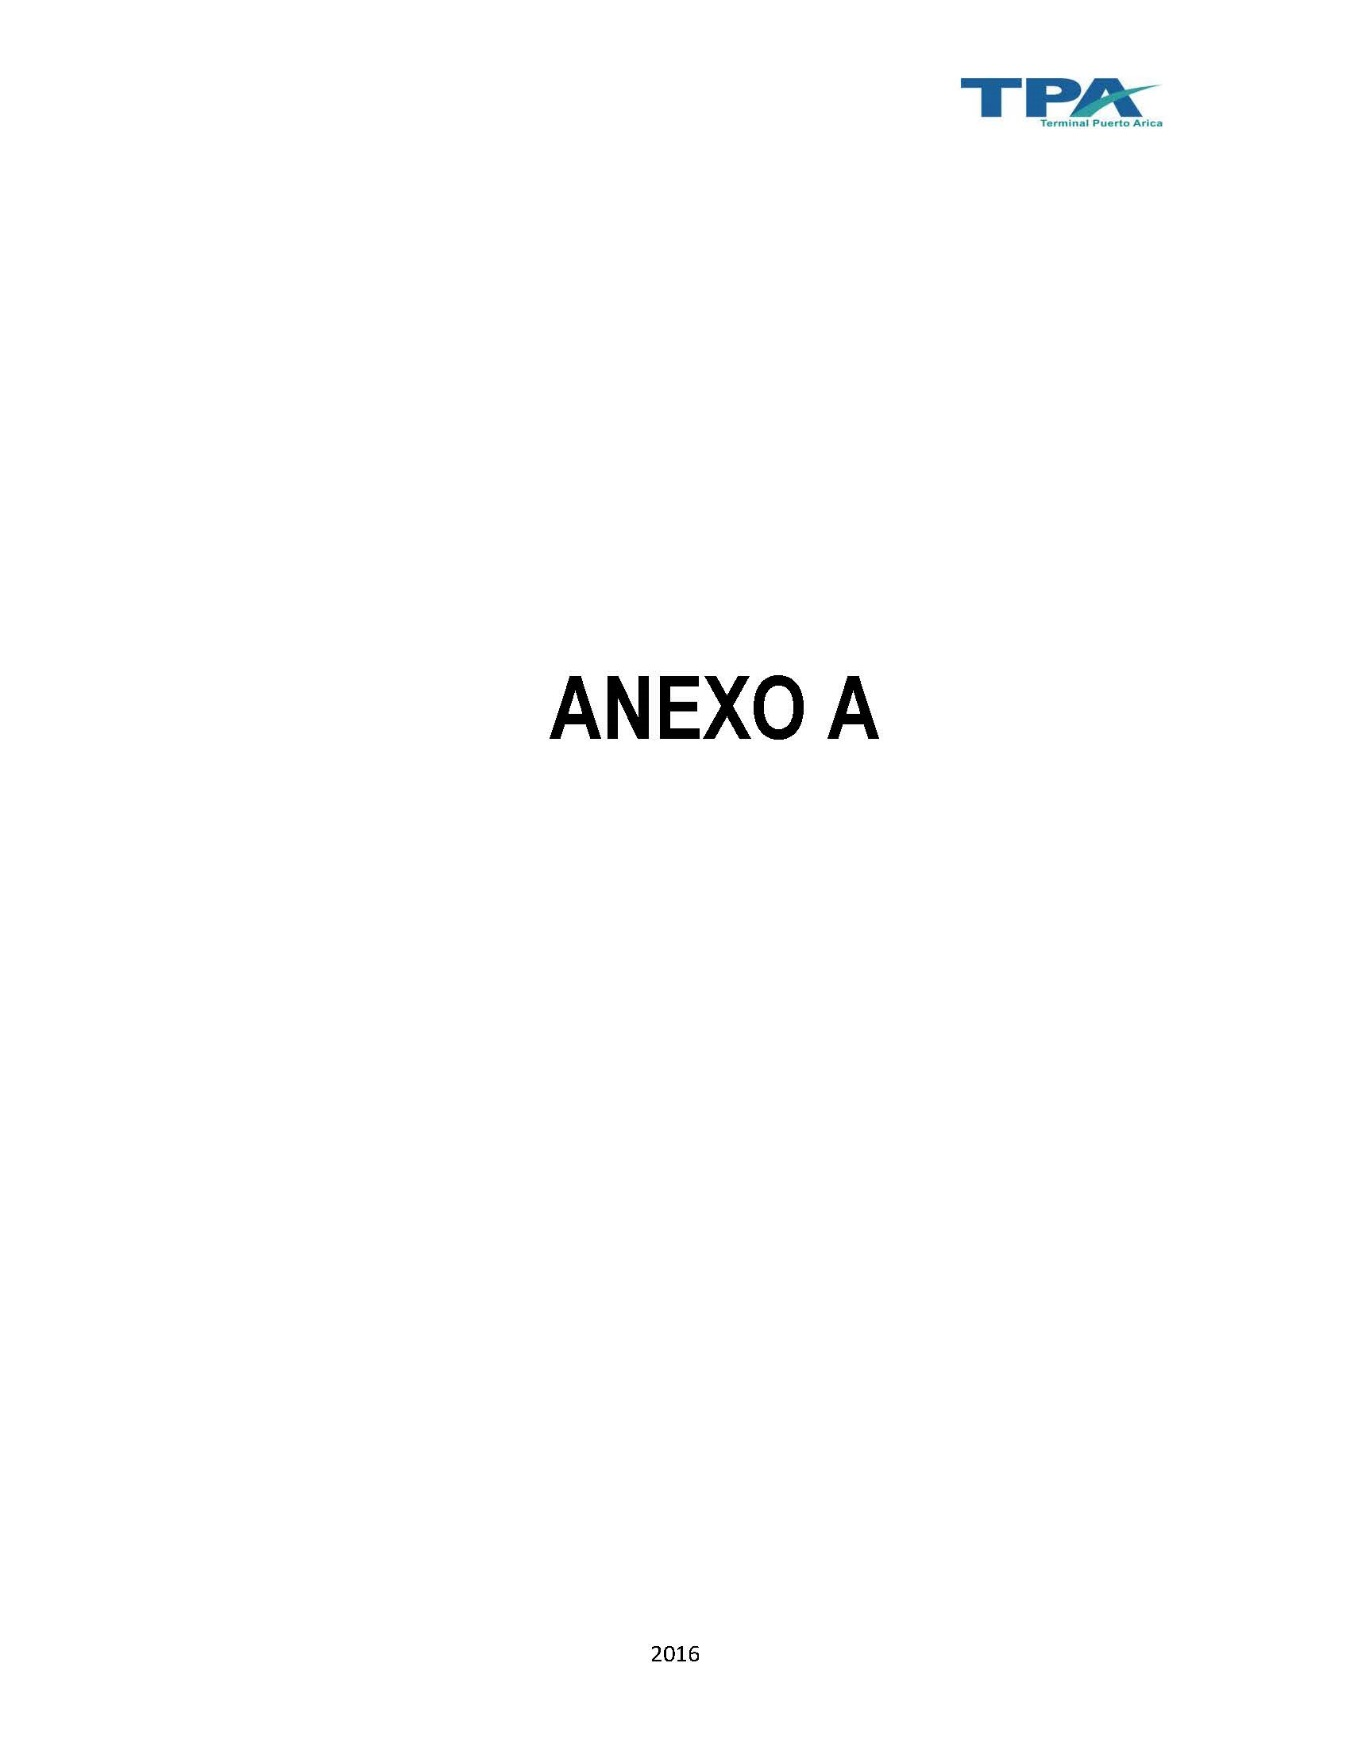 TPA
Terminal Puerto Arica
ANEXO A
2016